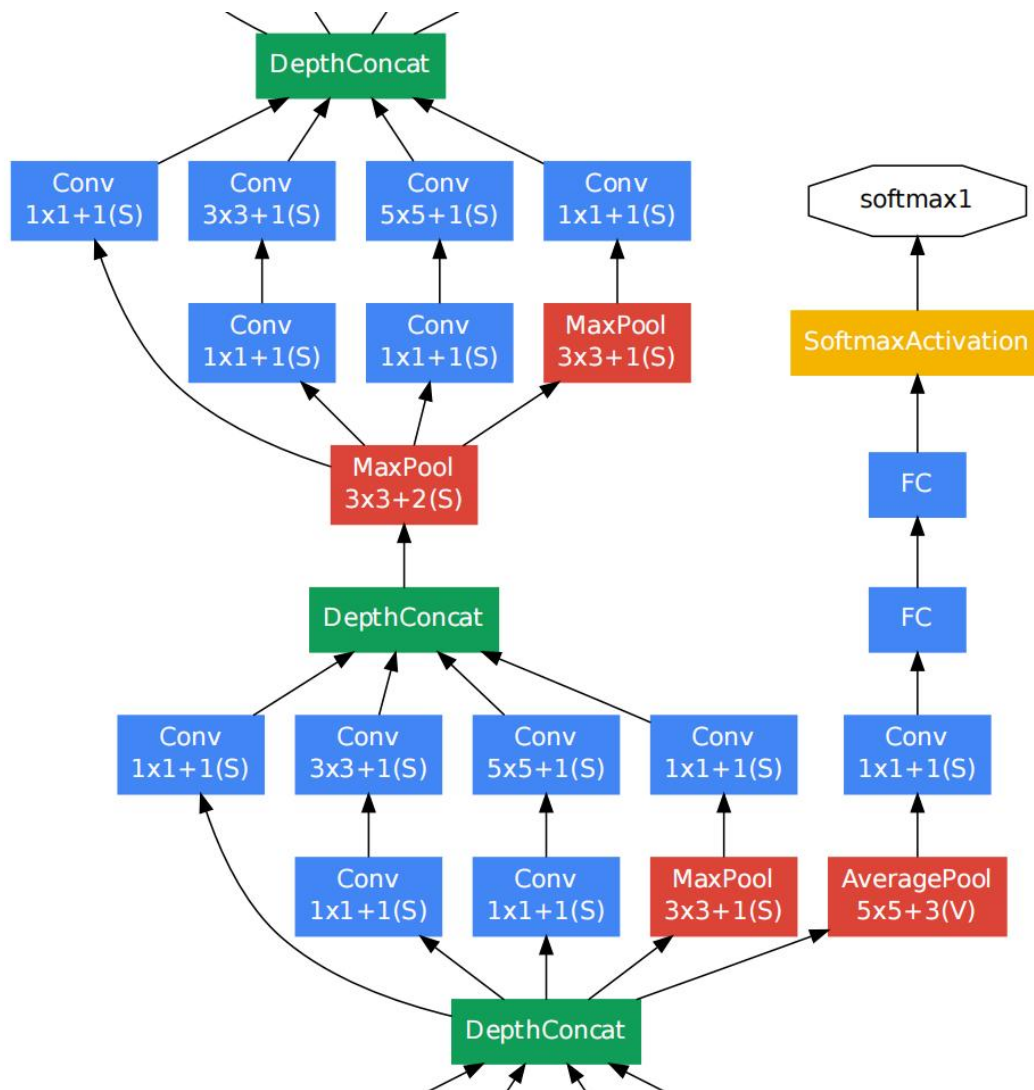 DepthConcat
Conv
1x1+1(S)
Conv
3x3+1(S)
Conv
5x5+1(S)
Conv
1x1+1(S)
softmax1
Conv
1x1+1(S)
Conv
1x1+1(S)
MaxPool
3x3+1(S)
SoftmaxActivation
MaxPool
3x3+2(S)
FC
DepthConcat
FC
Conv
1x1+1(S)
Conv
3x3+1(S)
Conv
5x5+1(S)
Conv
1x1+1(S)
Conv
1x1+1(S)
Conv
1x1+1(S)
Conv
1x1+1(S)
MaxPool
3x3+1(S)
AveragePool
5x5+3(V)
DepthConcat